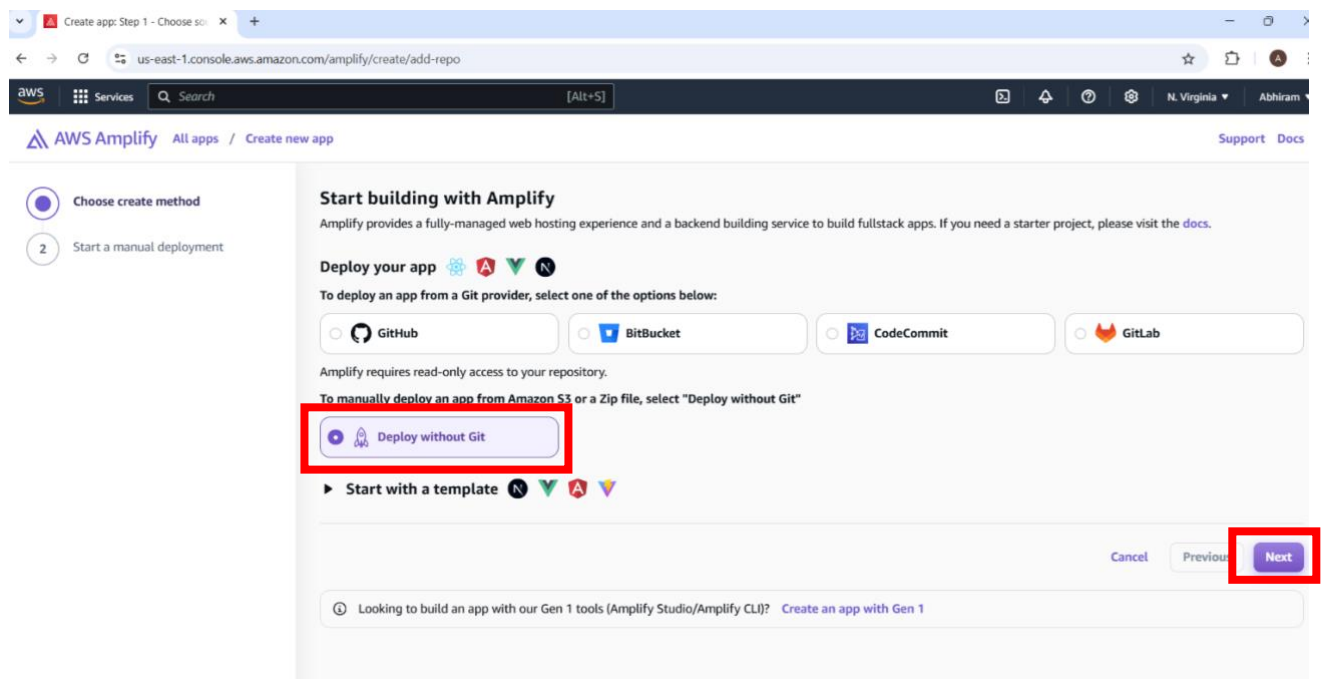 Create app: Step 1 - Choose so
us-east-1.console.aws.amazon.com/amplify/create/add-repo
A
aws Services Search [Alt+S] N. Virginia Abhiram
AWS Amplify All apps / Create new app Support Docs
Choose create method
2 Start a manual deployment
Start building with Amplify
Amplify provides a fully-managed web hosting experience and a backend building service to build fullstack apps. If you need a starter project, please visit the docs.
Deploy your app
To deploy an app from a Git provider, select one of the options below:
GitHub BitBucket CodeCommit GitLab
Amplify requires read-only access to your repository.
To manually deploy an app from Amazon S3 or a Zip file, select "Deploy without Git"
Deploy without Git
Start with a template
Cancel Previous Next
Looking to build an app with our Gen 1 tools (Amplify Studio/Amplify CLI)? Create an app with Gen 1